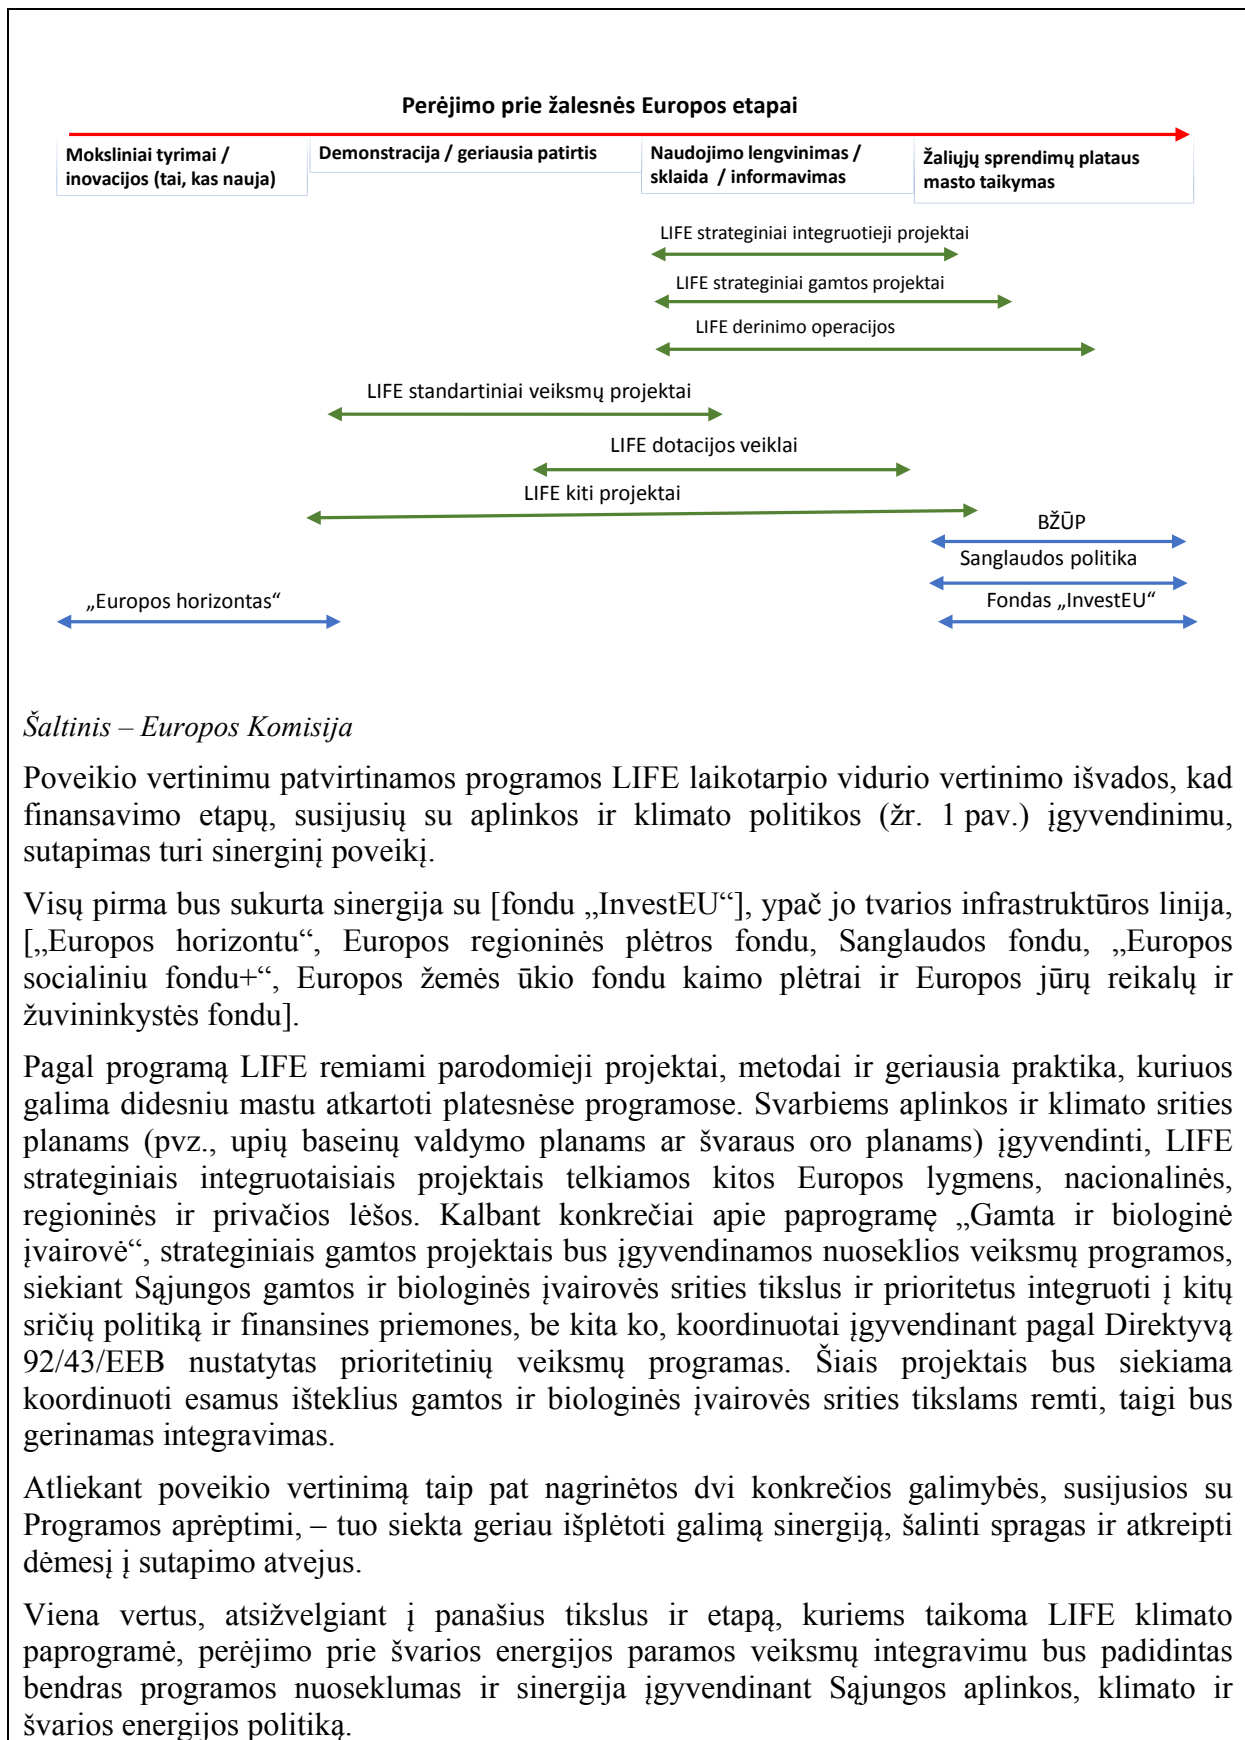 Perėjimo prie žalesnės Europos etapai
Moksliniai tyrimai /
inovacijos (tai, kas nauja)
Demonstracija / geriausia patirtis
Naudojimo lengvinimas /
sklaida / informavimas
Žaliųjų sprendimų plataus
masto taikymas
LIFE strateginiai integruotieji projektai
LIFE strateginiai gamtos projektai
LIFE derinimo operacijos
LIFE standartiniai veiksmų projektai
LIFE dotacijos veiklai
LIFE kiti projektai
BŽŪP
Sanglaudos politika
„Europos horizontas“
Fondas „InvestEU“
Šaltinis – Europos Komisija
Poveikio vertinimu patvirtinamos programos LIFE laikotarpio vidurio vertinimo išvados, kad
finansavimo etapų, susijusių su aplinkos ir klimato politikos (žr. 1 pav.) įgyvendinimu,
sutapimas turi sinerginį poveikį.
Visų pirma bus sukurta sinergija su [fondu „InvestEU“], ypač jo tvarios infrastruktūros linija,
[„Europos horizontu“, Europos regioninės plėtros fondu, Sanglaudos fondu, „Europos
socialiniu fondu+“, Europos žemės ūkio fondu kaimo plėtrai ir Europos jūrų reikalų ir
žuvininkystės fondu].
Pagal programą LIFE remiami parodomieji projektai, metodai ir geriausia praktika, kuriuos
galima didesniu mastu atkartoti platesnėse programose. Svarbiems aplinkos ir klimato srities
planams (pvz., upių baseinų valdymo planams ar švaraus oro planams) įgyvendinti, LIFE
strateginiais integruotaisiais projektais telkiamos kitos Europos lygmens, nacionalinės,
regioninės ir privačios lėšos. Kalbant konkrečiai apie paprogramę „Gamta ir biologinė
įvairovė“, strateginiais gamtos projektais bus įgyvendinamos nuoseklios veiksmų programos,
siekiant Sąjungos gamtos ir biologinės įvairovės srities tikslus ir prioritetus integruoti į kitų
sričių politiką ir finansines priemones, be kita ko, koordinuotai įgyvendinant pagal Direktyvą
92/43/EEB nustatytas prioritetinių veiksmų programas. Šiais projektais bus siekiama
koordinuoti esamus išteklius gamtos ir biologinės įvairovės srities tikslams remti, taigi bus
gerinamas integravimas.
Atliekant poveikio vertinimą taip pat nagrinėtos dvi konkrečios galimybės, susijusios su
Programos aprėptimi, – tuo siekta geriau išplėtoti galimą sinergiją, šalinti spragas ir atkreipti
dėmesį į sutapimo atvejus.
Viena vertus, atsižvelgiant į panašius tikslus ir etapą, kuriems taikoma LIFE klimato
paprogramė, perėjimo prie švarios energijos paramos veiksmų integravimu bus padidintas
bendras programos nuoseklumas ir sinergija įgyvendinant Sąjungos aplinkos, klimato ir
švarios energijos politiką.